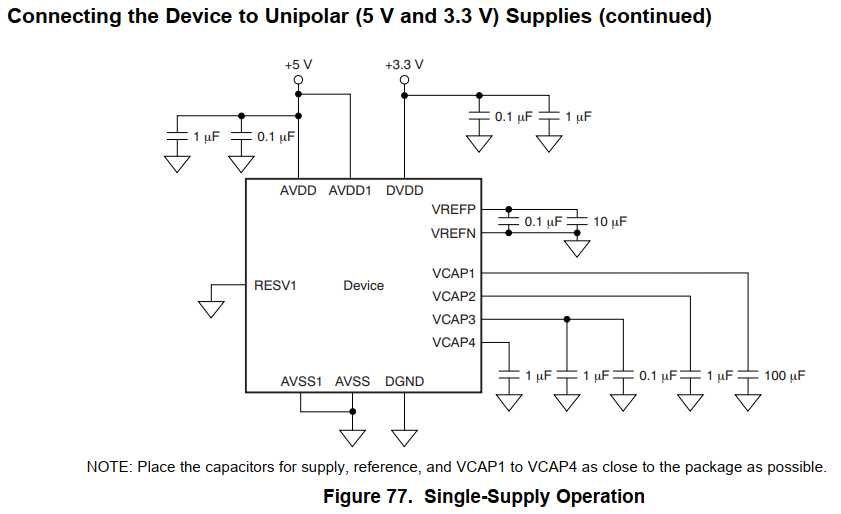 Connecting the Device to Unipolar (5 V and 3.3 V) Supplies (continued)
+5 V
+3.3 V
1 µF
0.1 µF
0.1 µF
1 µF
AVDD
AVDD1
DVDD
VREFP
VREFN
0.1 µF
10 µF
RESV1
Device
VCAP1
VCAP2
VCAP3
VCAP4
1 µF
1 µF
0.1 µF
1 µF
100 µF
AVSS1
AVSS
DGND
NOTE: Place the capacitors for supply, reference, and VCAP1 to VCAP4 as close to the package as possible.
Figure 77. Single-Supply Operation